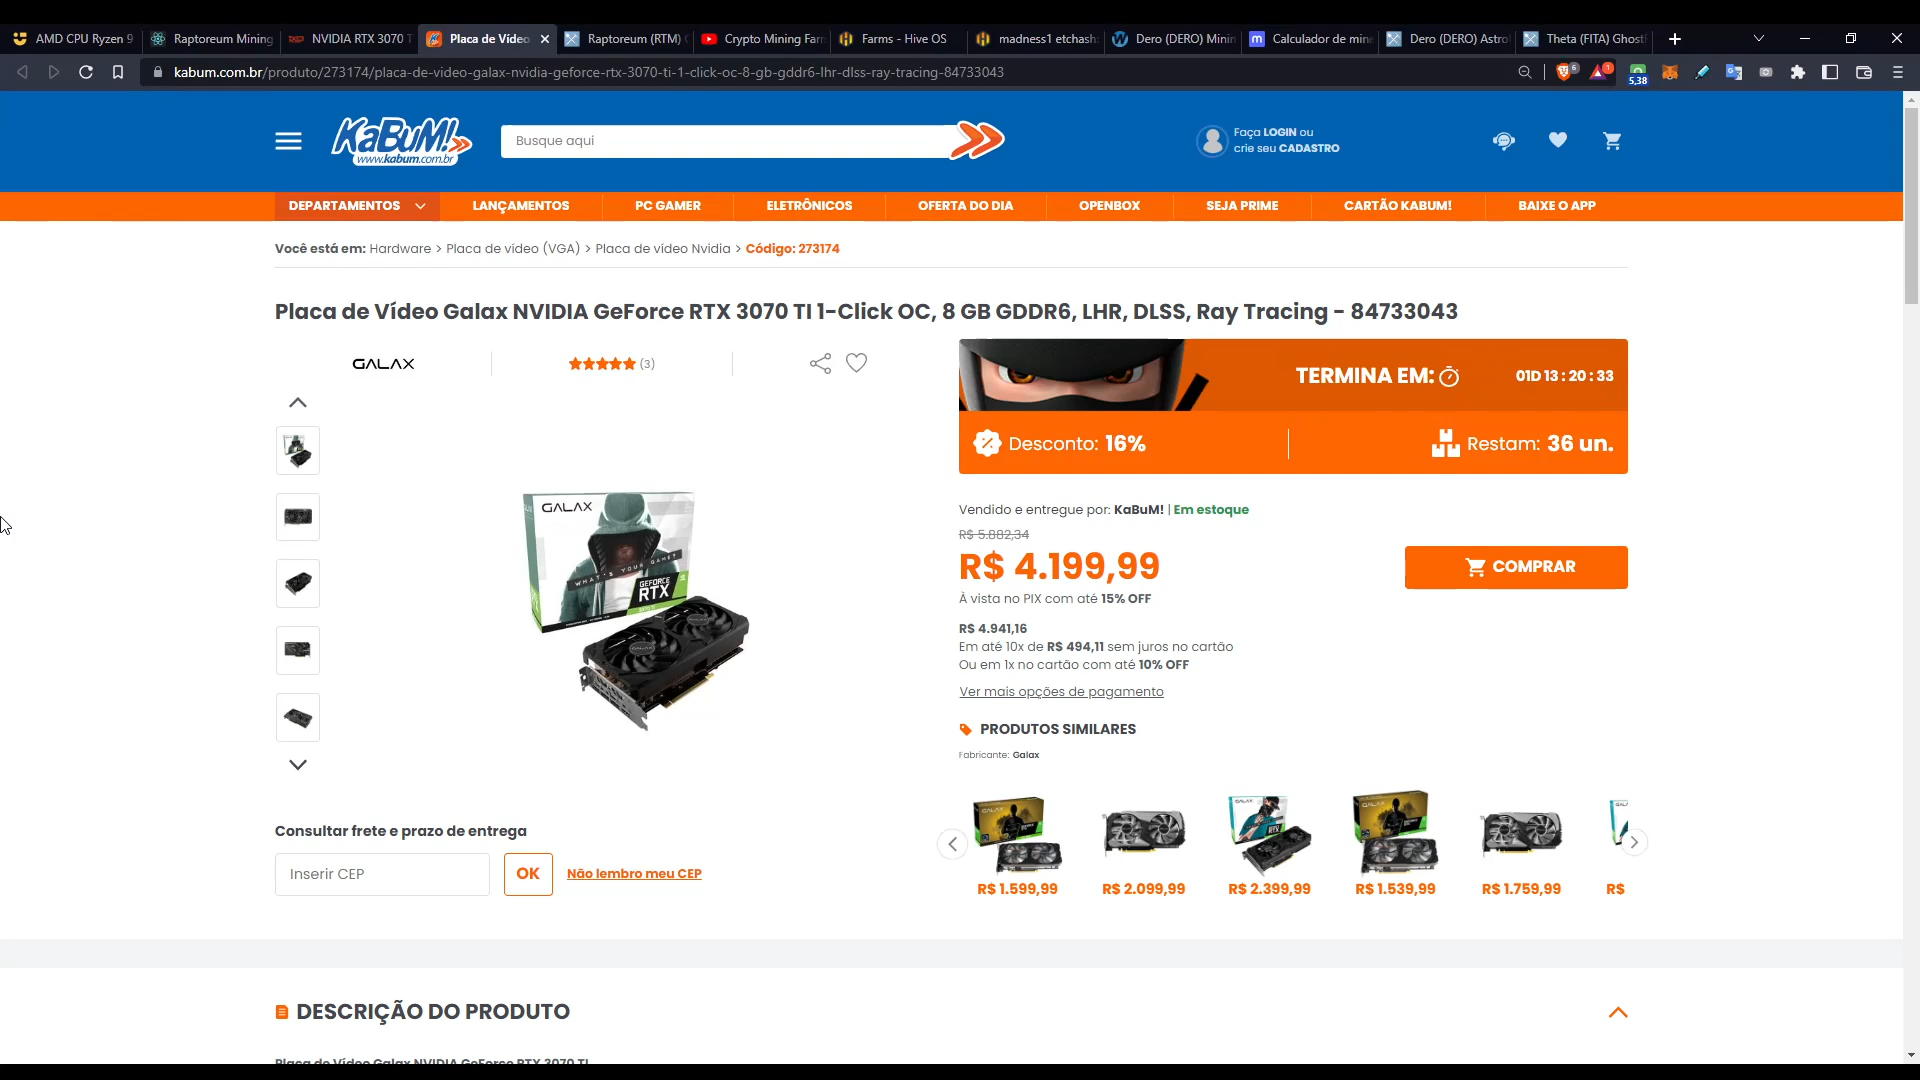 AMD CPU Ryzen 9
Raptoreum Mining
NVIDIA RTX 3070 T
Placa de Vídeo
Raptoreum (RTM)
Crypto Mining Farm
Farms - Hive OS
madness1 etchash
Dero (DERO) Minin
Calculador de mine
Dero (DERO) Astro
Theta (FITA) Ghost
kabum.com.br/produto/273174/placa-de-video-galax-nvidia-geforce-rtx-3070-ti-1-click-oc-8-gb-gddr6-lhr-dlss-ray-tracing-84733043
6
1
5,38
KaBuM!
www.kabum.com.br
Busque aqui
Faça LOGIN ou
crie seu CADASTRO
DEPARTAMENTOS
LANÇAMENTOS
PC GAMER
ELETRÔNICOS
OFERTA DO DIA
OPENBOX
SEJA PRIME
CARTÃO KABUM!
BAIXE O APP
Você está em: Hardware > Placa de vídeo (VGA) > Placa de vídeo Nvidia > Código: 273174
Placa de Vídeo Galax NVIDIA GeForce RTX 3070 TI 1-Click OC, 8 GB GDDR6, LHR, DLSS, Ray Tracing - 84733043
GALAX
(3)
TERMINA EM:
01D 13 : 20 : 33
Desconto: 16%
Restam: 36 un.
GALAX
WHAT'S YOUR GAME?
GEFORCE
RTX
GALAX
Vendido e entregue por: KaBuM! | Em estoque
R$ 5.882,34
R$ 4.199,99
COMPRAR
À vista no PIX com até 15% OFF
R$ 4.941,16
Em até 10x de R$ 494,11 sem juros no cartão
Ou em 1x no cartão com até 10% OFF
Ver mais opções de pagamento
PRODUTOS SIMILARES
Fabricante: Galax
R$ 1.599,99
R$ 2.099,99
R$ 2.399,99
R$ 1.539,99
R$ 1.759,99
R$
Consultar frete e prazo de entrega
Inserir CEP
OK
Não lembro meu CEP
DESCRIÇÃO DO PRODUTO
Placa de Vídeo Galax NVIDIA GeForce RTX 3070 TI